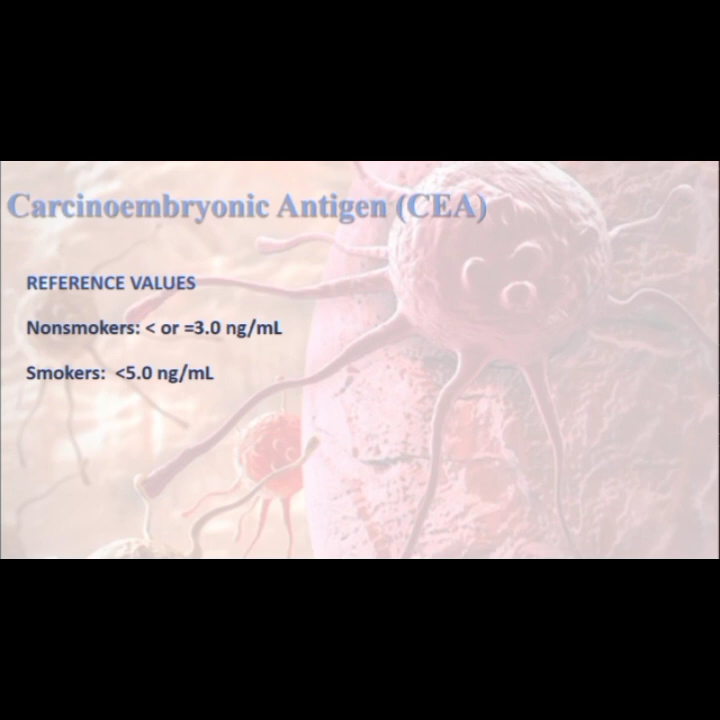 Carcinoembryonic Antigen (CEA)
REFERENCE VALUES
Nonsmokers: < or =3.0 ng/mL
Smokers:  <5.0 ng/mL